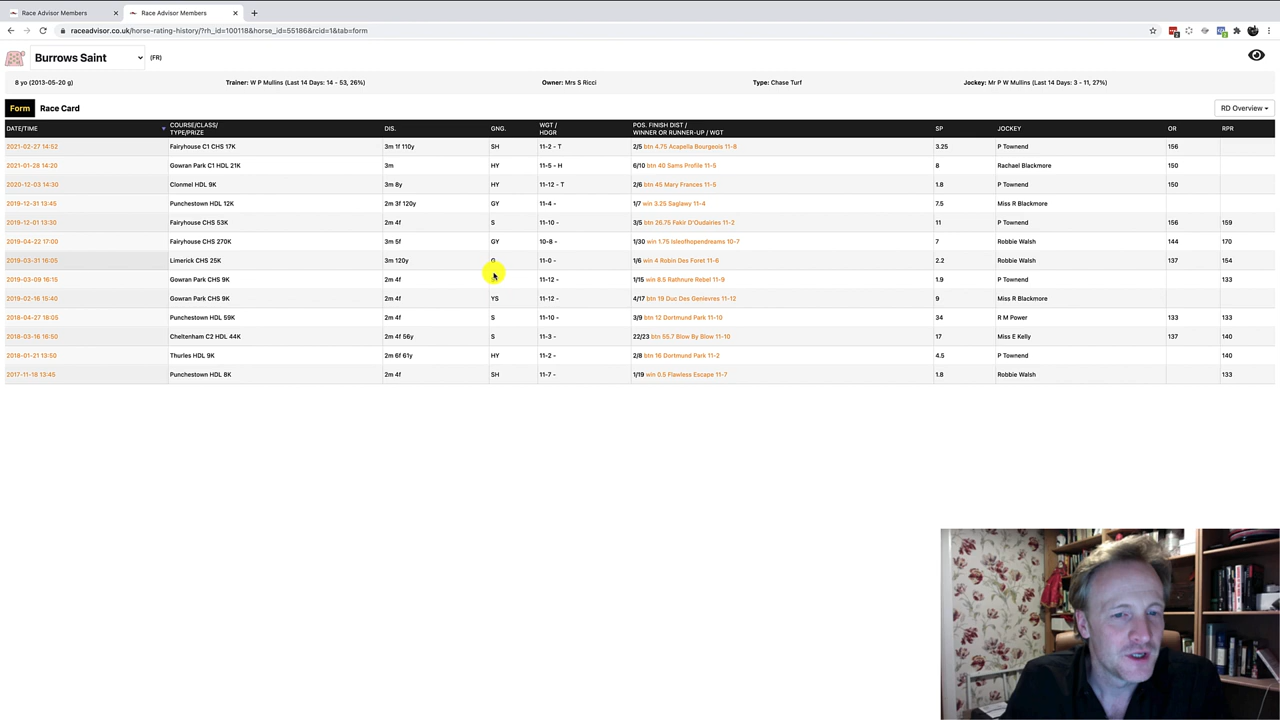 Race Advisor Members
Race Advisor Members
raceadvisor.co.uk/horse-rating-history/?rh_id=100118&horse_id=55186&rcid=1&tab=form
Burrows Saint (FR)
8 yo (2013-05-20 g) Trainer: W P Mullins (Last 14 Days: 14 - 53, 26%) Owner: Mrs S Ricci Type: Chase Turf Jockey: Mr P W Mullins (Last 14 Days: 3 - 11, 27%)
Form Race Card RD Overview
DATE/TIME COURSE/CLASS/ TYPE/PRIZE DIS. GNG. WGT / HDGR POS. FINISH DIST / WINNER OR RUNNER-UP / WGT SP JOCKEY OR RPR
2021-02-27 14:52 Fairyhouse C1 CHS 17K 3m 1f 110y SH 11-2 - T 2/5 btn 4.75 Acapella Bourgeois 11-8 3.25 P Townend 156
2021-01-28 14:20 Gowran Park C1 HDL 21K 3m HY 11-5 - H 6/10 btn 40 Sams Profile 11-5 8 Rachael Blackmore 150
2020-12-03 14:30 Clonmel HDL 9K 3m 8y HY 11-12 - T 2/6 btn 45 Mary Frances 11-5 1.8 P Townend 150
2019-12-31 13:45 Punchestown HDL 12K 2m 3f 120y GY 11-4 - 1/7 win 3.25 Saglawy 11-4 7.5 Miss R Blackmore
2019-12-01 13:30 Fairyhouse CHS 53K 2m 4f S 11-10 - 3/5 btn 26.75 Fakir D'Oudairies 11-2 11 P Townend 156 159
2019-04-22 17:00 Fairyhouse CHS 270K 3m 5f GY 10-8 - 1/30 win 1.75 Isleofhopendreams 10-7 7 Robbie Walsh 144 170
2019-03-31 16:05 Limerick CHS 25K 3m 120y G 11-0 - 1/6 win 4 Robin Des Foret 11-6 2.2 Robbie Walsh 137 154
2019-03-09 16:15 Gowran Park CHS 9K 2m 4f 11-12 - 1/15 win 8.5 Rathnure Rebel 11-9 1.9 P Townend 133
2019-02-16 15:40 Gowran Park CHS 9K 2m 4f YS 11-12 - 4/17 btn 19 Duc Des Genievres 11-12 9 Miss R Blackmore
2018-04-27 18:05 Punchestown HDL 59K 2m 4f S 11-10 - 3/9 btn 12 Dortmund Park 11-10 34 R M Power 133 133
2018-03-16 16:50 Cheltenham C2 HDL 44K 2m 4f 56y S 11-3 - 22/23 btn 55.7 Blow By Blow 11-10 17 Miss E Kelly 137 140
2018-01-21 13:50 Thurles HDL 9K 2m 6f 61y HY 11-2 - 2/8 btn 16 Dortmund Park 11-2 4.5 P Townend 140
2017-11-18 13:45 Punchestown HDL 8K 2m 4f SH 11-7 - 1/19 win 0.5 Flawless Escape 11-7 1.8 Robbie Walsh 133